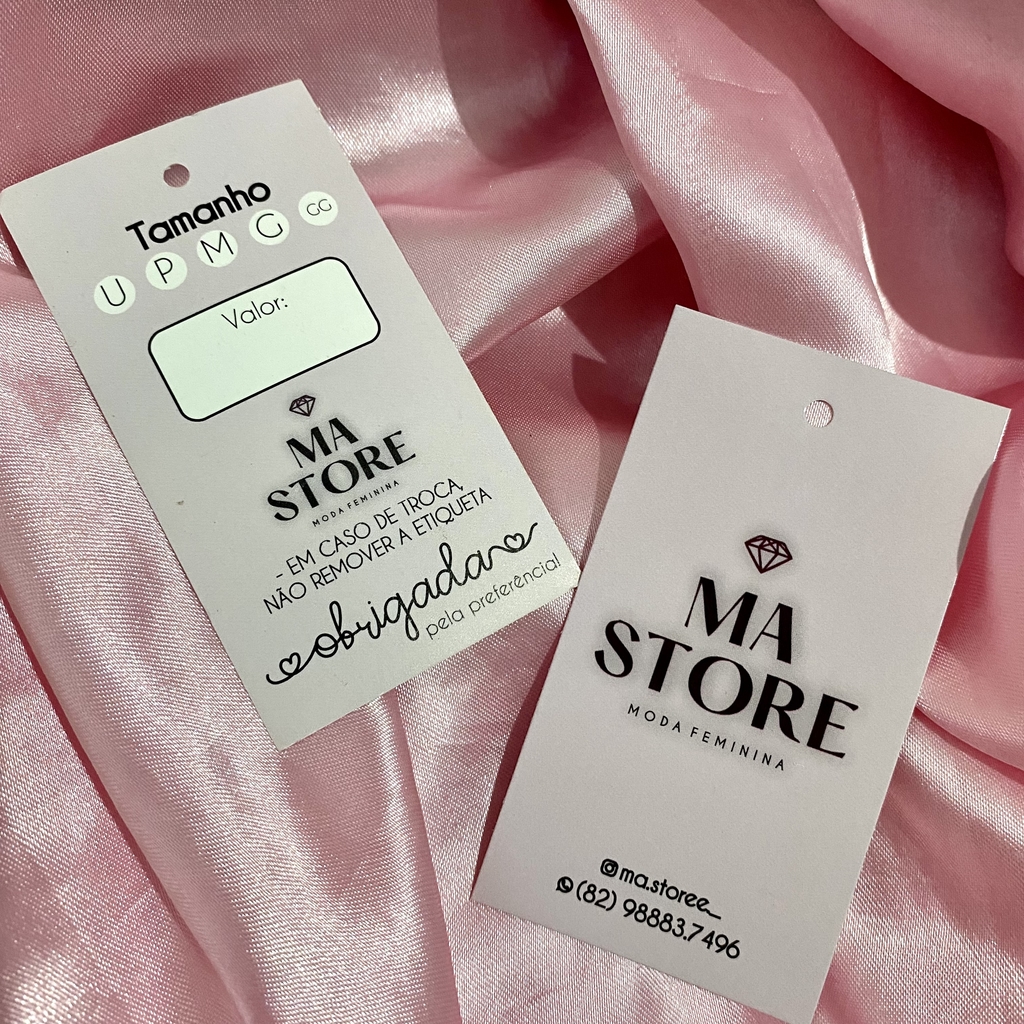 Tamanho
U P M G GG
Valor:
MA
STORE
MODA FEMININA
- EM CASO DE TROCA,
NÃO REMOVER A ETIQUETA
obrigada
pela preferência!
MA
STORE
MODA FEMININA
ma.storee_
(82) 98883.7496